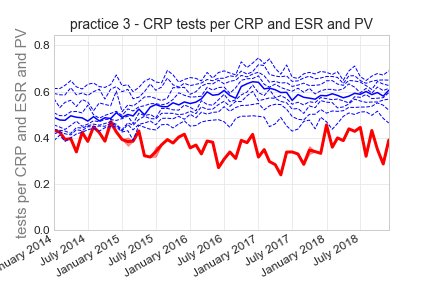 practice 3 - CRP tests per CRP and ESR and PV
tests per CRP and ESR and PV
0.8
0.6
0.4
0.2
0.0
nuary 2014
July 2014
January 2015
July 2015
January 2016
July 2016
January 2017
July 2017
January 2018
July 2018